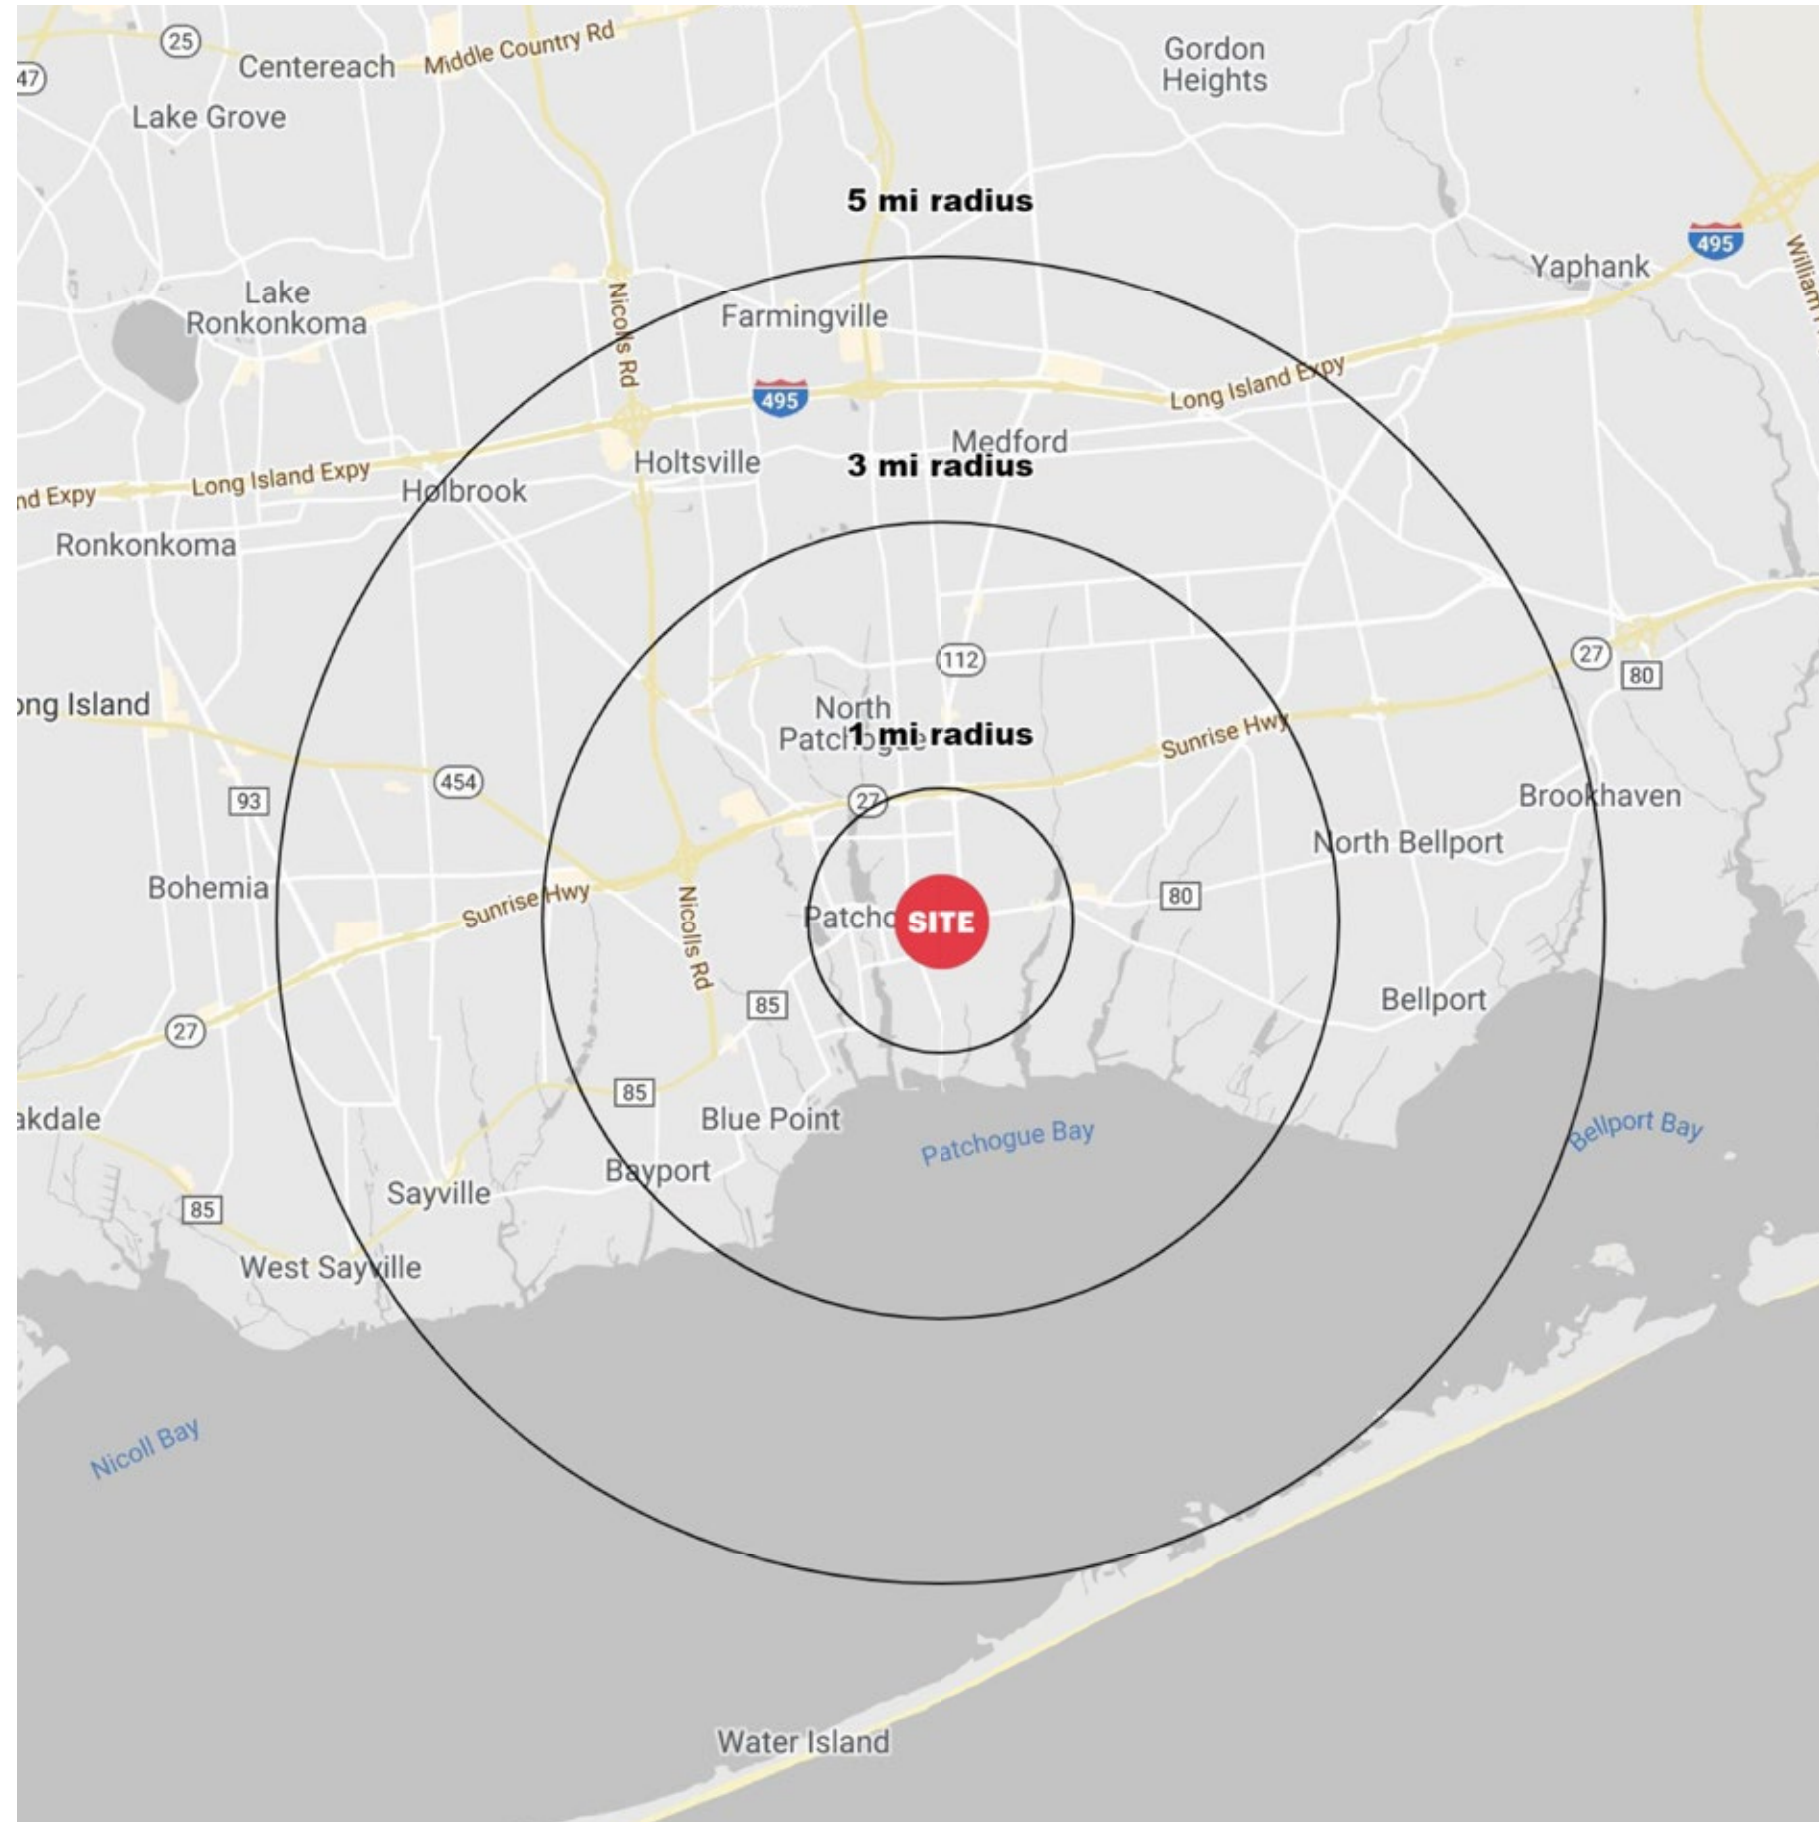 25
Middle Country Rd
Centereach
Gordon
Heights
47
Lake Grove
5 mi radius
495
William
Yaphank
Lake
Ronkonkoma
Nicolls Rd
Farmingville
495
Long Island Expy
Medford
Holtsville
3 mi radius
nd Expy
Long Island Expy
Holbrook
Ronkonkoma
112
27
80
ong Island
North
Patchogue
1 mi radius
Sunrise Hwy
454
93
27
Brookhaven
North Bellport
Bohemia
Sunrise Hwy
80
Patcho
SITE
Nicolls Rd
85
Bellport
27
85
akdale
Blue Point
Patchogue Bay
Bellport Bay
Bayport
Sayville
85
West Sayville
Nicoll Bay
Water Island